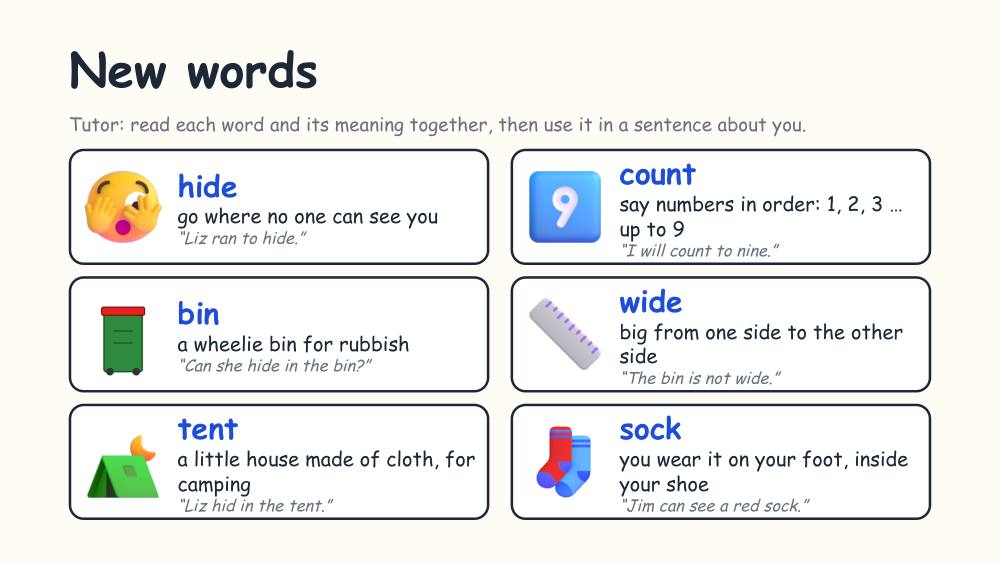 New words
Tutor: read each word and its meaning together, then use it in a sentence about you.
hide
go where no one can see you
"Liz ran to hide."
count
say numbers in order: 1, 2, 3 ...
up to 9
"I will count to nine."
9
bin
a wheelie bin for rubbish
"Can she hide in the bin?"
wide
big from one side to the other
side
"The bin is not wide."
tent
a little house made of cloth, for
camping
"Liz hid in the tent."
sock
you wear it on your foot, inside
your shoe
"Jim can see a red sock."